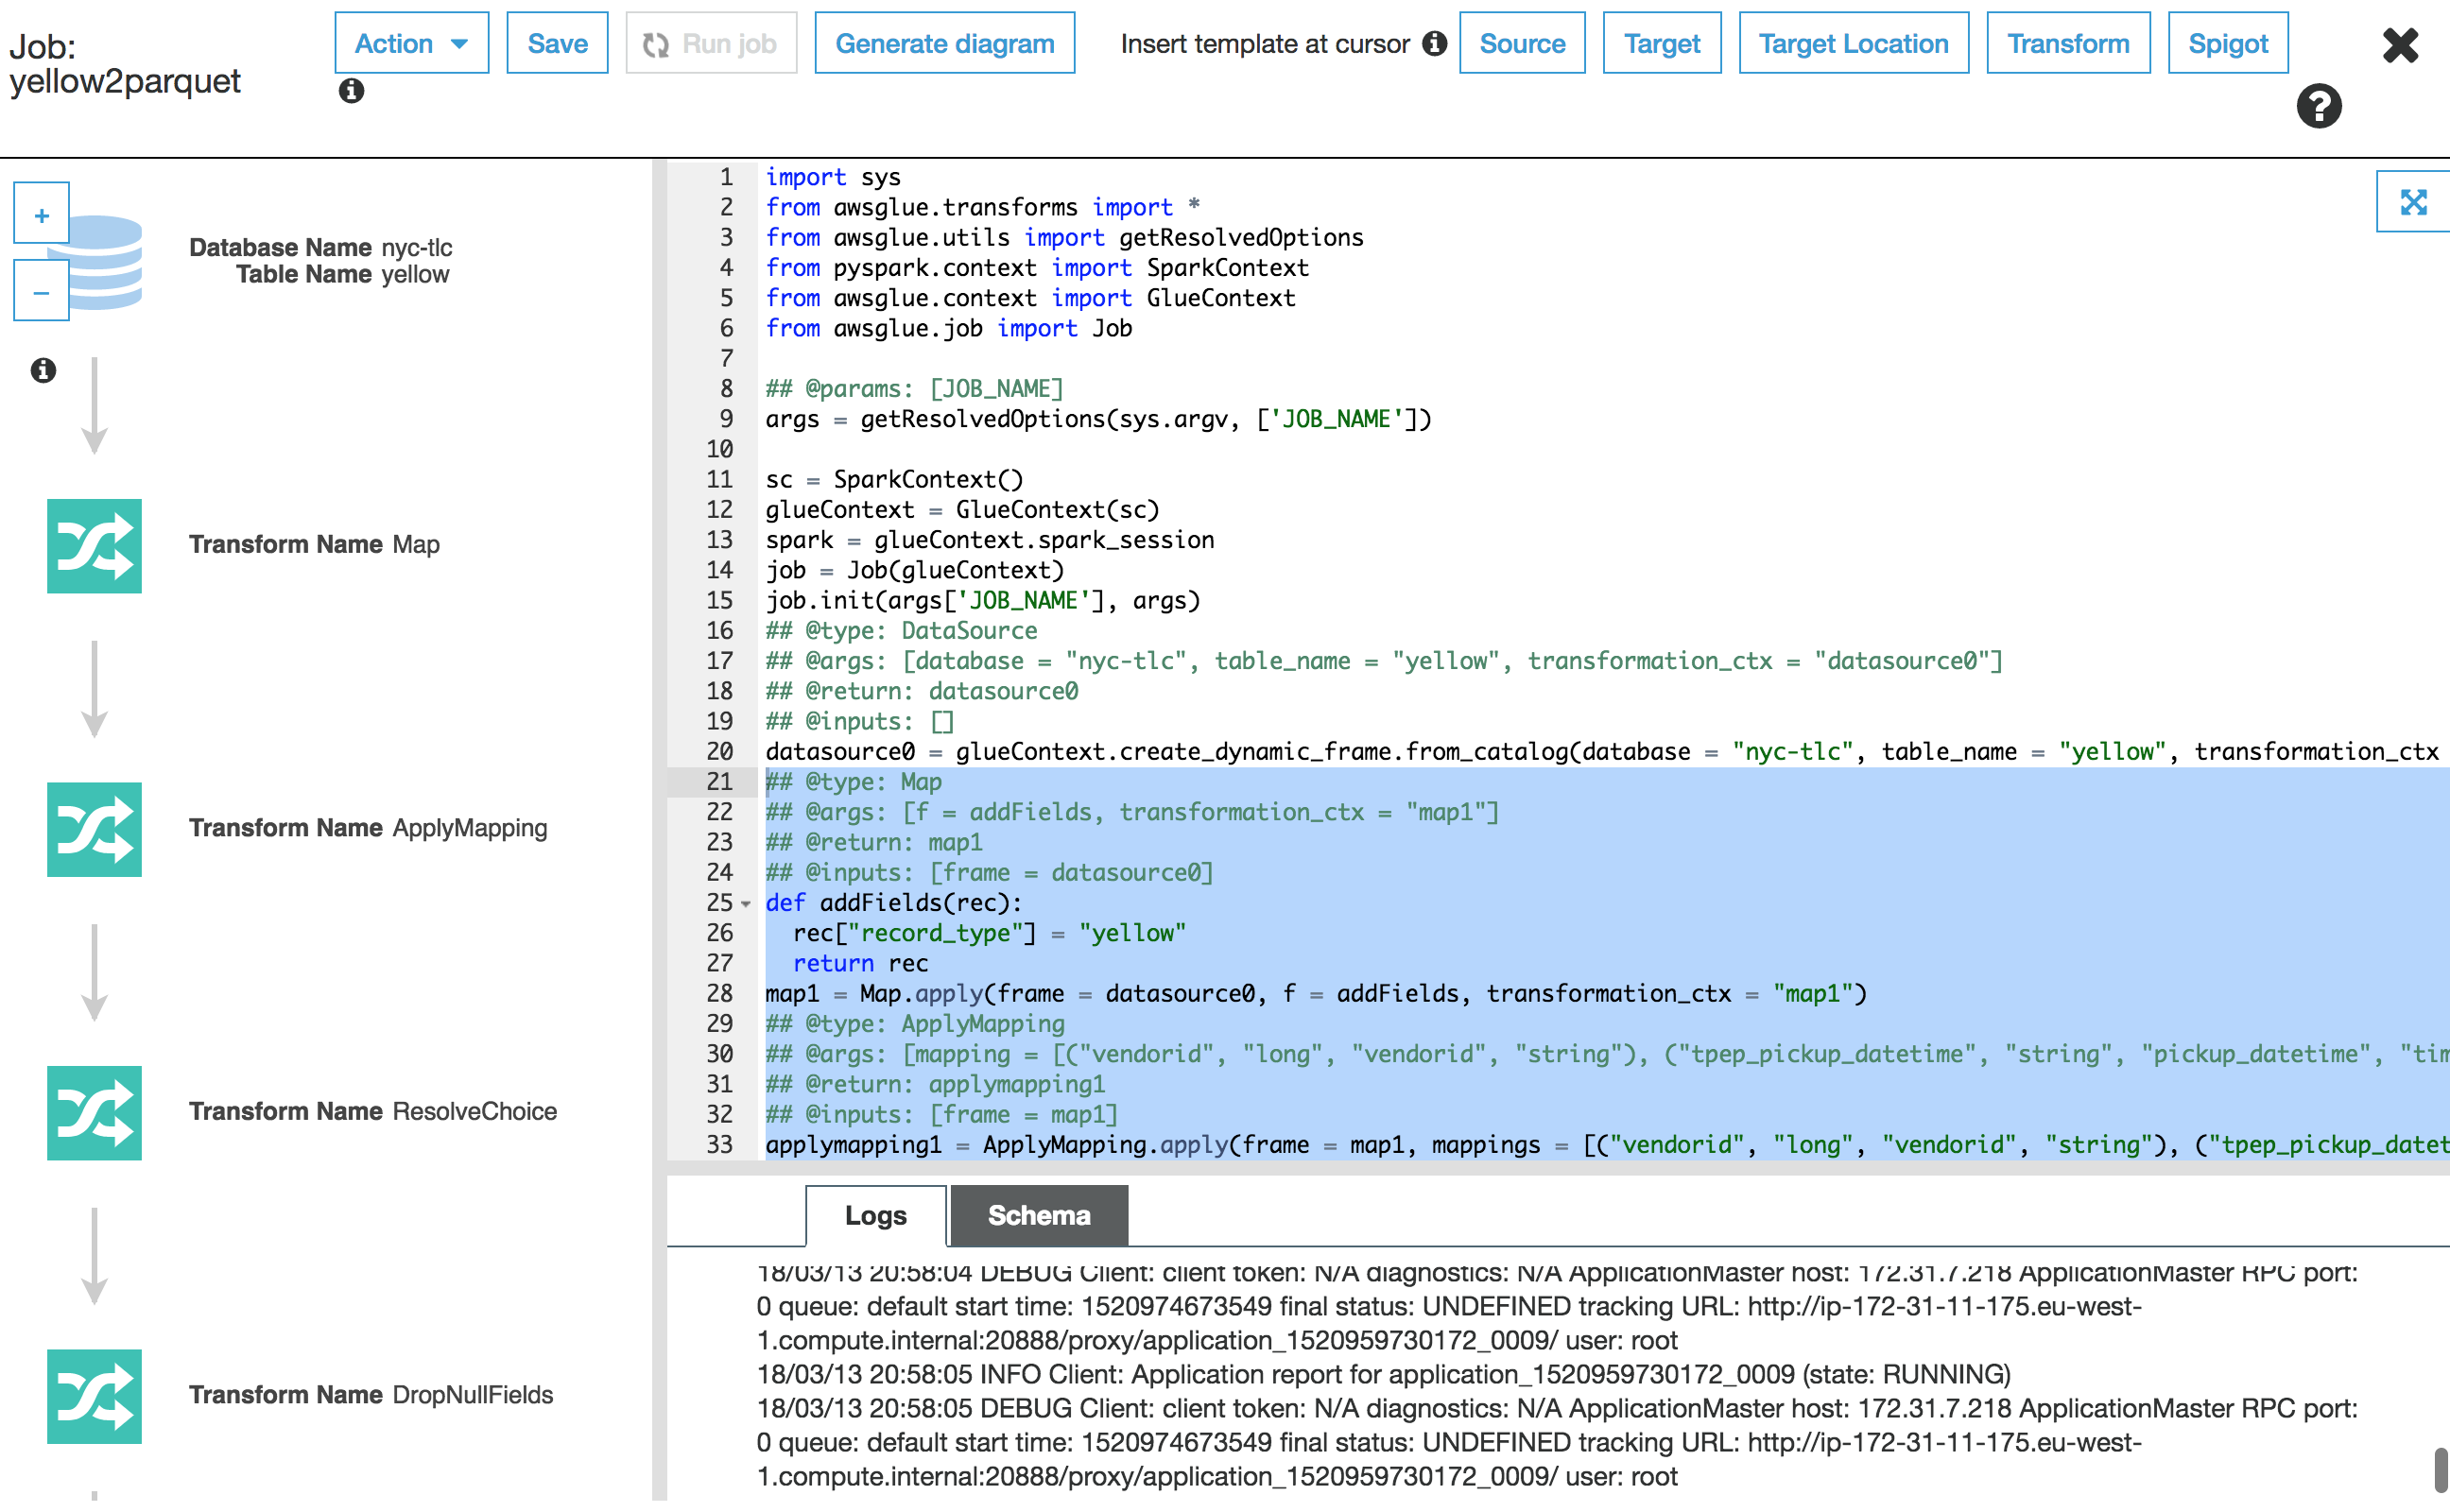 Job:
yellow2parquet
Action
Save
Run job
Generate diagram
Insert template at cursor
Source
Target
Target Location
Transform
Spigot
+
−
Database Name nyc-tlc
Table Name yellow
Transform Name Map
Transform Name ApplyMapping
Transform Name ResolveChoice
Transform Name DropNullFields
1 import sys
2 from awsglue.transforms import *
3 from awsglue.utils import getResolvedOptions
4 from pyspark.context import SparkContext
5 from awsglue.context import GlueContext
6 from awsglue.job import Job
7
8 ## @params: [JOB_NAME]
9 args = getResolvedOptions(sys.argv, ['JOB_NAME'])
10
11 sc = SparkContext()
12 glueContext = GlueContext(sc)
13 spark = glueContext.spark_session
14 job = Job(glueContext)
15 job.init(args['JOB_NAME'], args)
16 ## @type: DataSource
17 ## @args: [database = "nyc-tlc", table_name = "yellow", transformation_ctx = "datasource0"]
18 ## @return: datasource0
19 ## @inputs: []
20 datasource0 = glueContext.create_dynamic_frame.from_catalog(database = "nyc-tlc", table_name = "yellow", transformation_ctx
21 ## @type: Map
22 ## @args: [f = addFields, transformation_ctx = "map1"]
23 ## @return: map1
24 ## @inputs: [frame = datasource0]
25 def addFields(rec):
26 rec["record_type"] = "yellow"
27 return rec
28 map1 = Map.apply(frame = datasource0, f = addFields, transformation_ctx = "map1")
29 ## @type: ApplyMapping
30 ## @args: [mapping = [("vendorid", "long", "vendorid", "string"), ("tpep_pickup_datetime", "string", "pickup_datetime", "tim
31 ## @return: applymapping1
32 ## @inputs: [frame = map1]
33 applymapping1 = ApplyMapping.apply(frame = map1, mappings = [("vendorid", "long", "vendorid", "string"), ("tpep_pickup_datet
Logs
Schema
18/03/13 20:58:04 DEBUG Client: client token: N/A diagnostics: N/A ApplicationMaster host: 172.31.7.218 ApplicationMaster RPC port:
0 queue: default start time: 1520974673549 final status: UNDEFINED tracking URL: http://ip-172-31-11-175.eu-west-
1.compute.internal:20888/proxy/application_1520959730172_0009/ user: root
18/03/13 20:58:05 INFO Client: Application report for application_1520959730172_0009 (state: RUNNING)
18/03/13 20:58:05 DEBUG Client: client token: N/A diagnostics: N/A ApplicationMaster host: 172.31.7.218 ApplicationMaster RPC port:
0 queue: default start time: 1520974673549 final status: UNDEFINED tracking URL: http://ip-172-31-11-175.eu-west-
1.compute.internal:20888/proxy/application_1520959730172_0009/ user: root